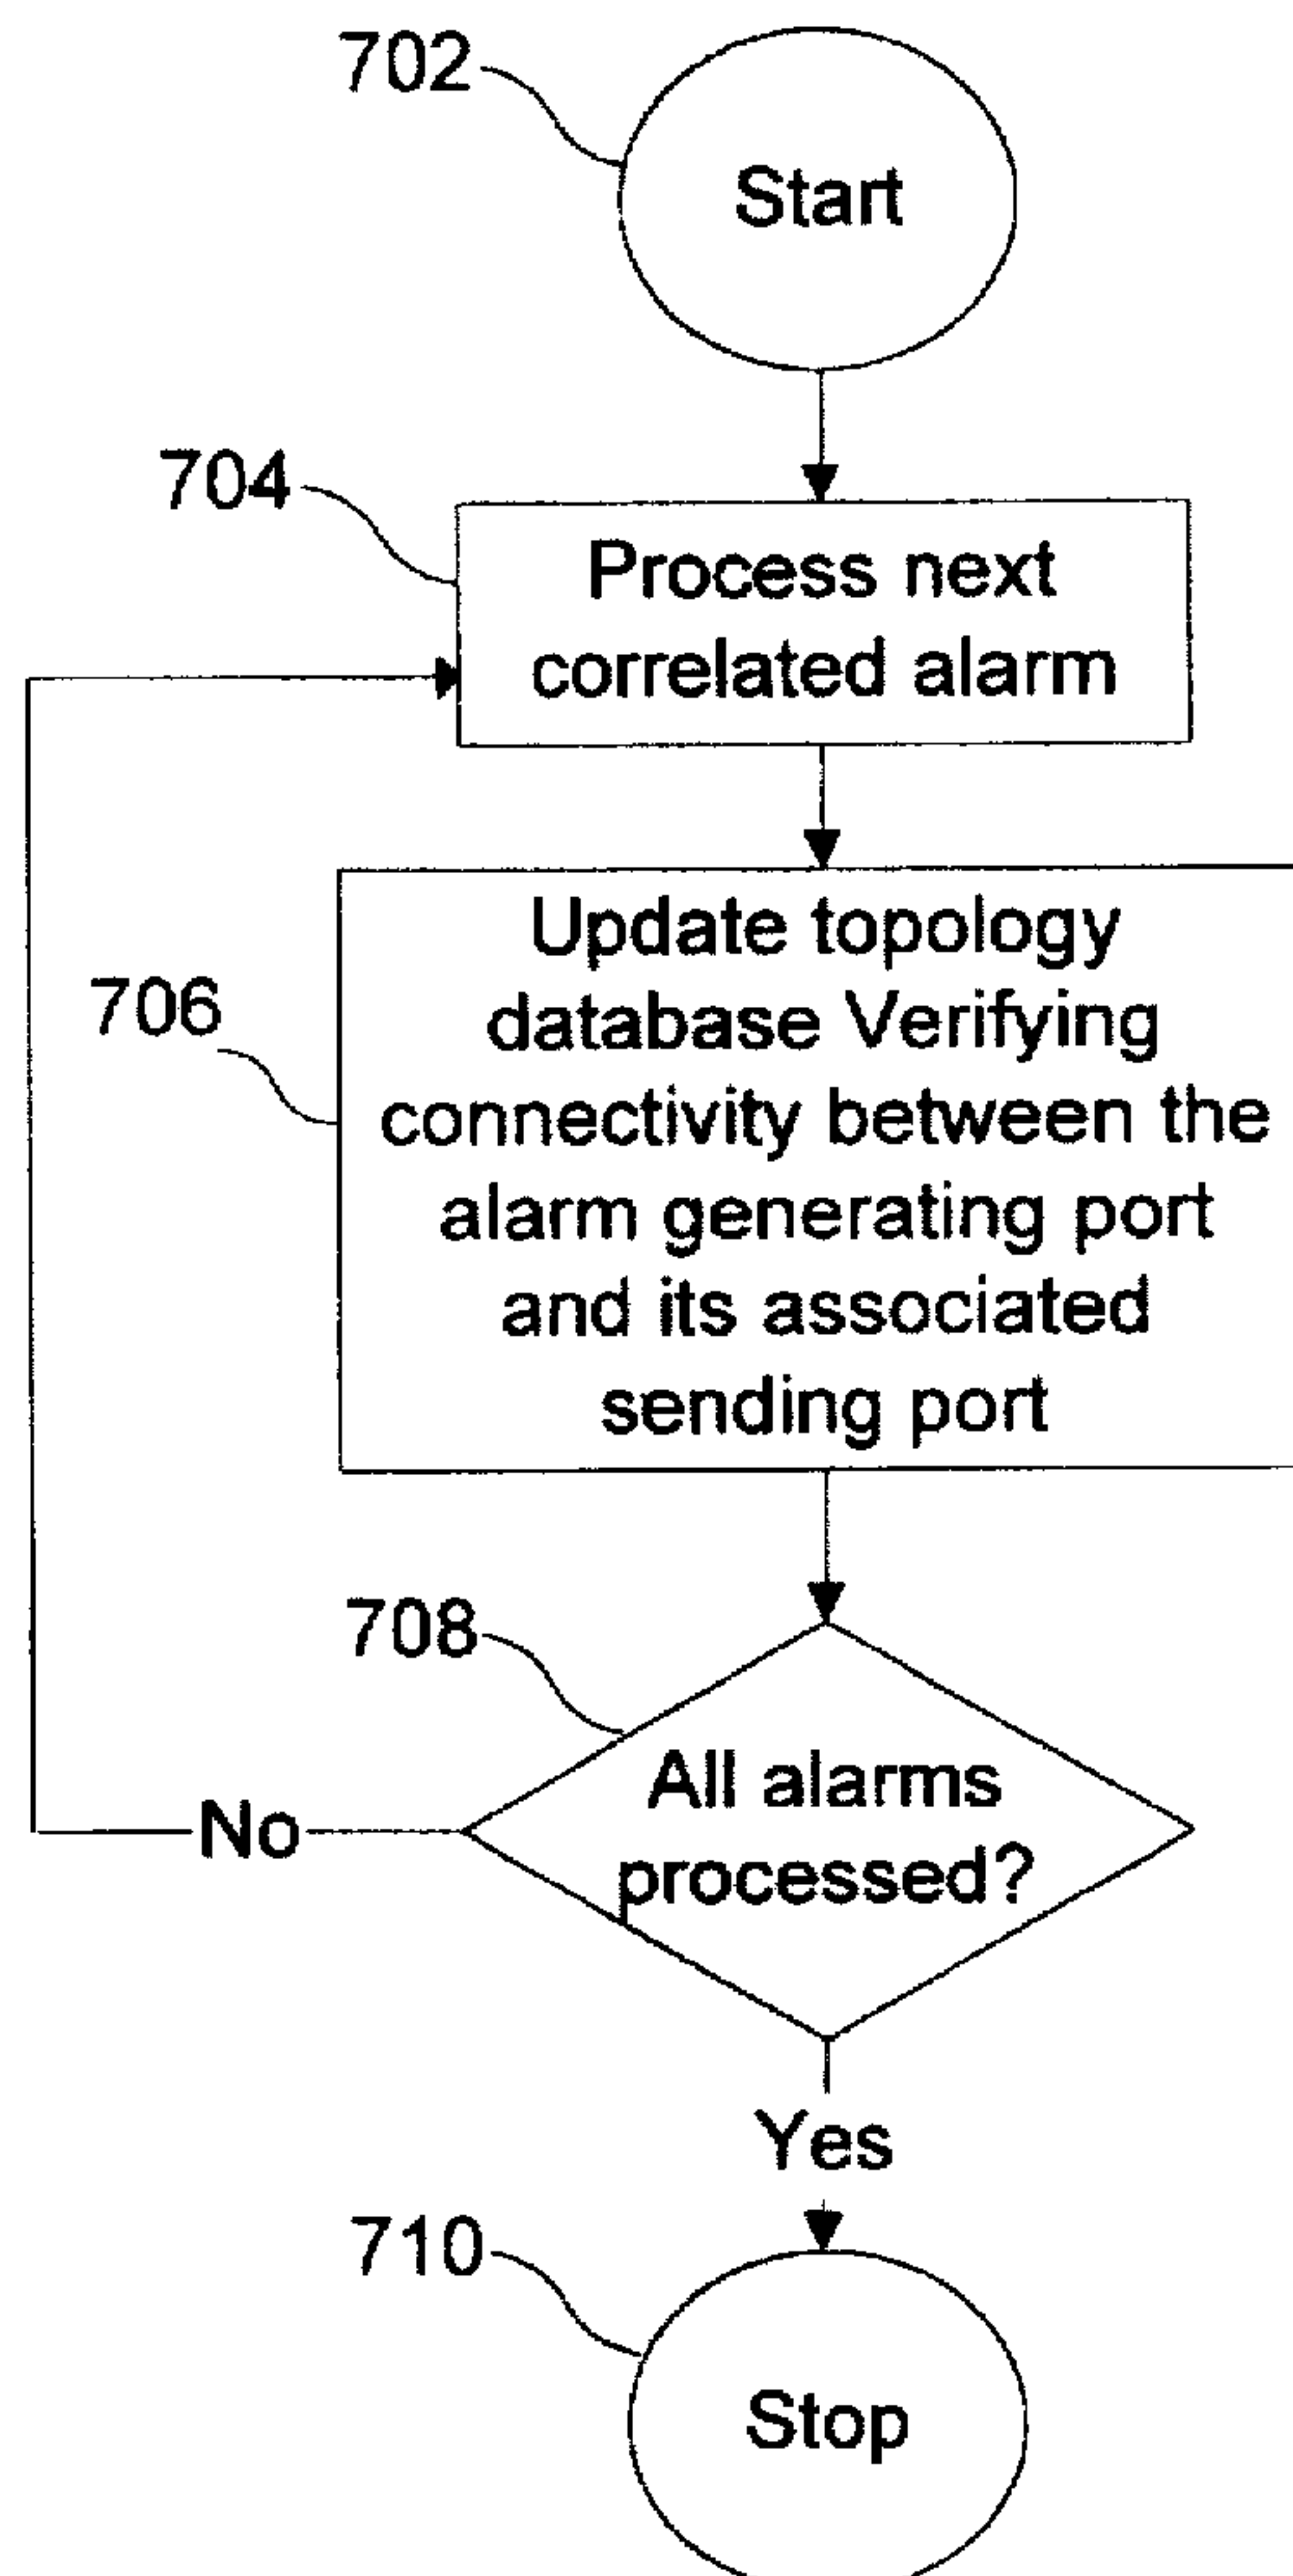 702
Start
704
Process next
correlated alarm
706
Update topology
database Verifying
connectivity between the
alarm generating port
and its associated
sending port
708
All alarms
processed?
No
Yes
710
Stop